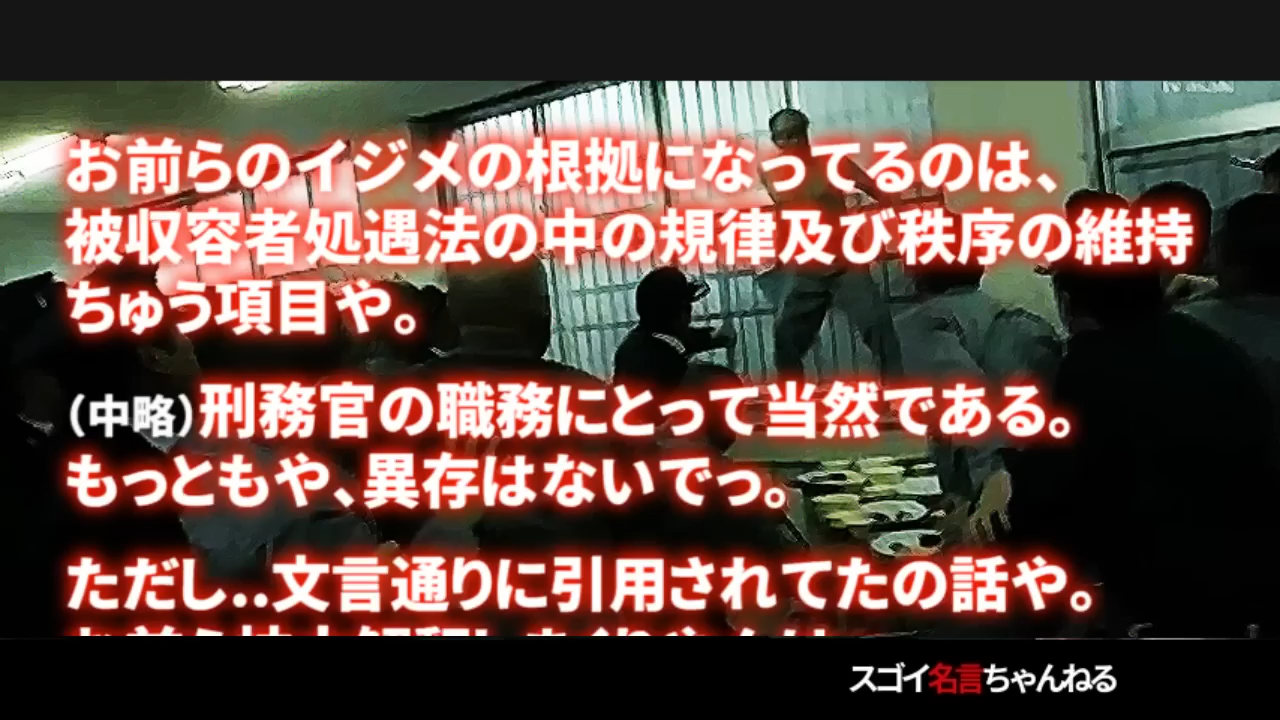 お前らのイジメの根拠になってるのは、
被収容者処遇法の中の規律及び秩序の維持
ちゅう項目や。
（中略）刑務官の職務にとって当然である。
もっともや、異存はないでっ。
ただし..文言通りに引用されてたの話や。
スゴイ名言ちゃんねる